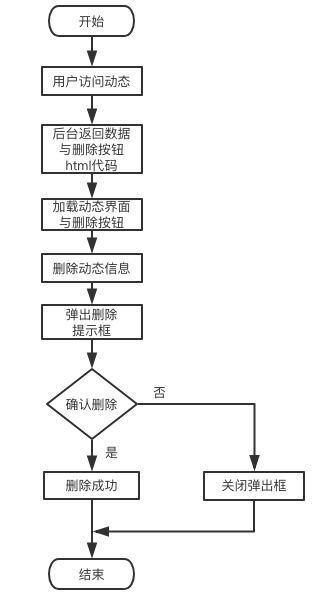 开始
用户访问动态
后台返回数据
与删除按钮
html代码
加载动态界面
与删除按钮
删除动态信息
弹出删除
提示框
确认删除
否
是
删除成功
关闭弹出框
结束